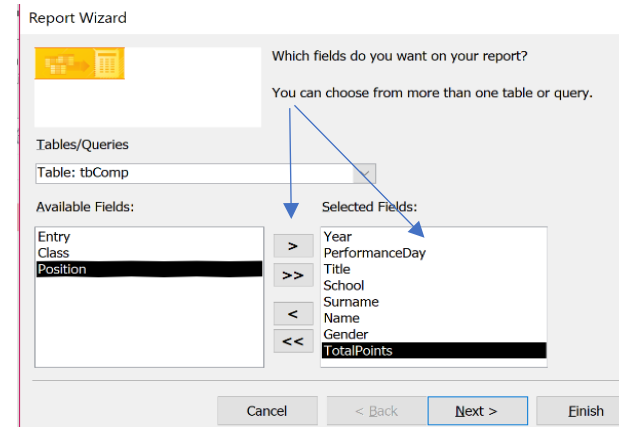 Report Wizard
Which fields do you want on your report?
You can choose from more than one table or query.
Tables/Queries
Table: tbComp
Available Fields:
Selected Fields:
Entry
Class
Position
>
>>
<
<<
Year
PerformanceDay
Title
School
Surname
Name
Gender
TotalPoints
Cancel
< Back
Next >
Finish